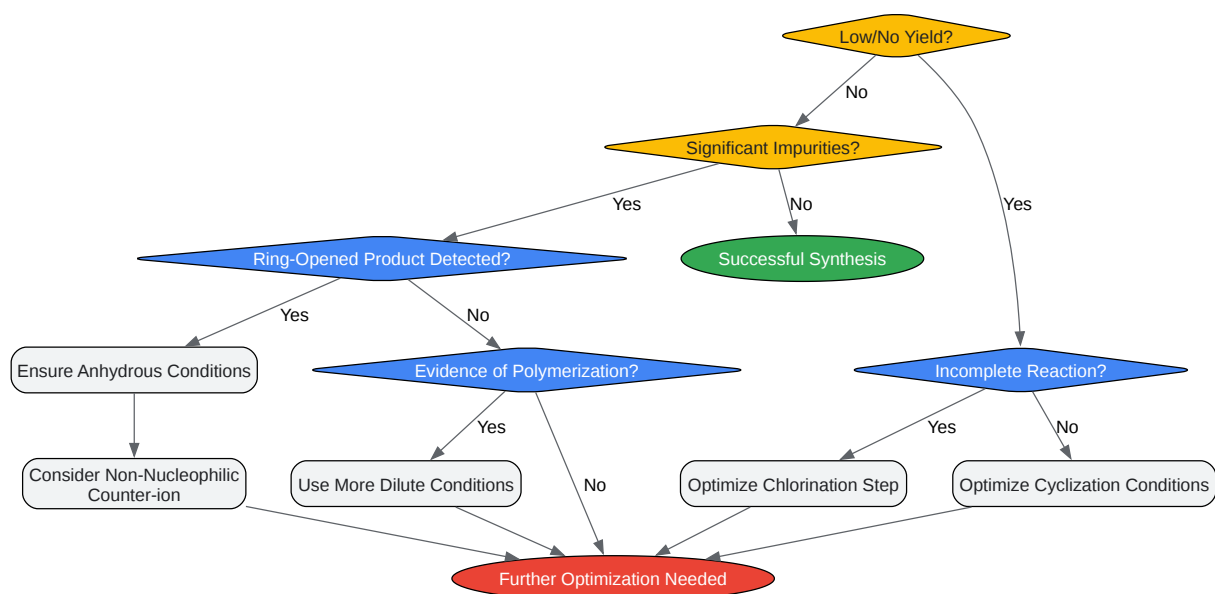 Low/No Yield?
No
Significant Impurities?
Yes
No
Yes
Ring-Opened Product Detected?
Successful Synthesis
Yes
No
Ensure Anhydrous Conditions
Evidence of Polymerization?
Incomplete Reaction?
Yes
Yes
No
Consider Non-Nucleophilic
Counter-ion
Use More Dilute Conditions
No
Optimize Chlorination Step
Optimize Cyclization Conditions
Further Optimization Needed